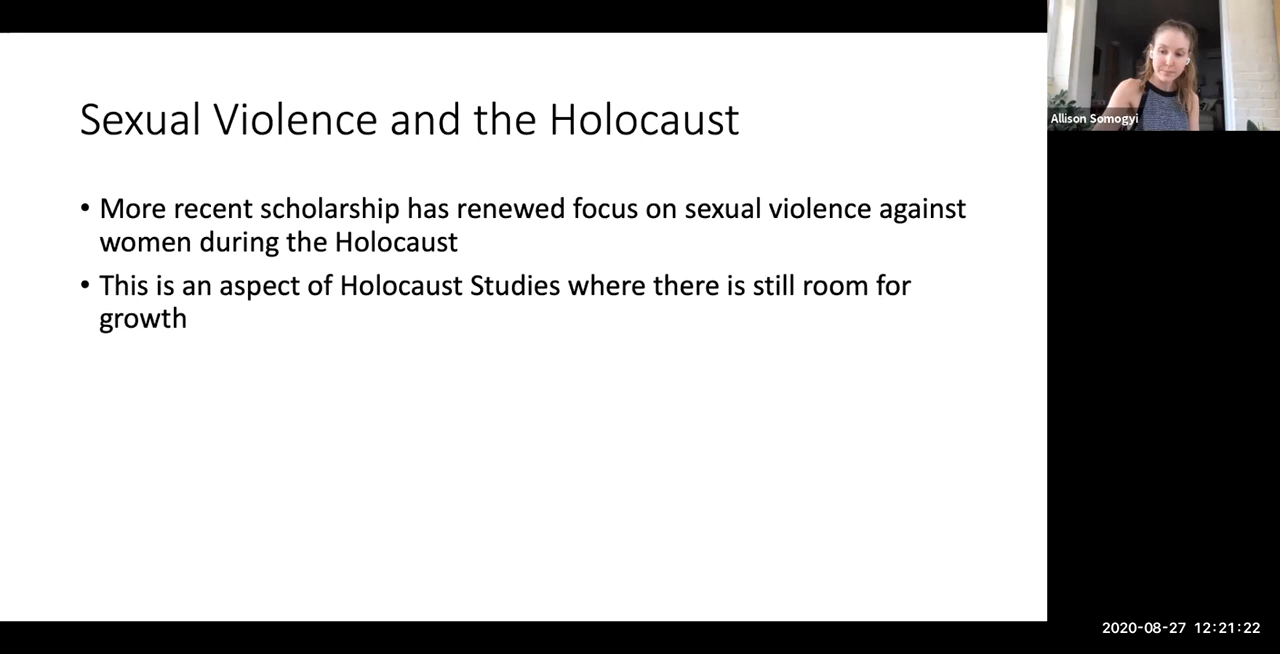 Sexual Violence and the Holocaust
• More recent scholarship has renewed focus on sexual violence against
women during the Holocaust
• This is an aspect of Holocaust Studies where there is still room for
growth
Allison Somogyi
2020-08-27 12:21:22